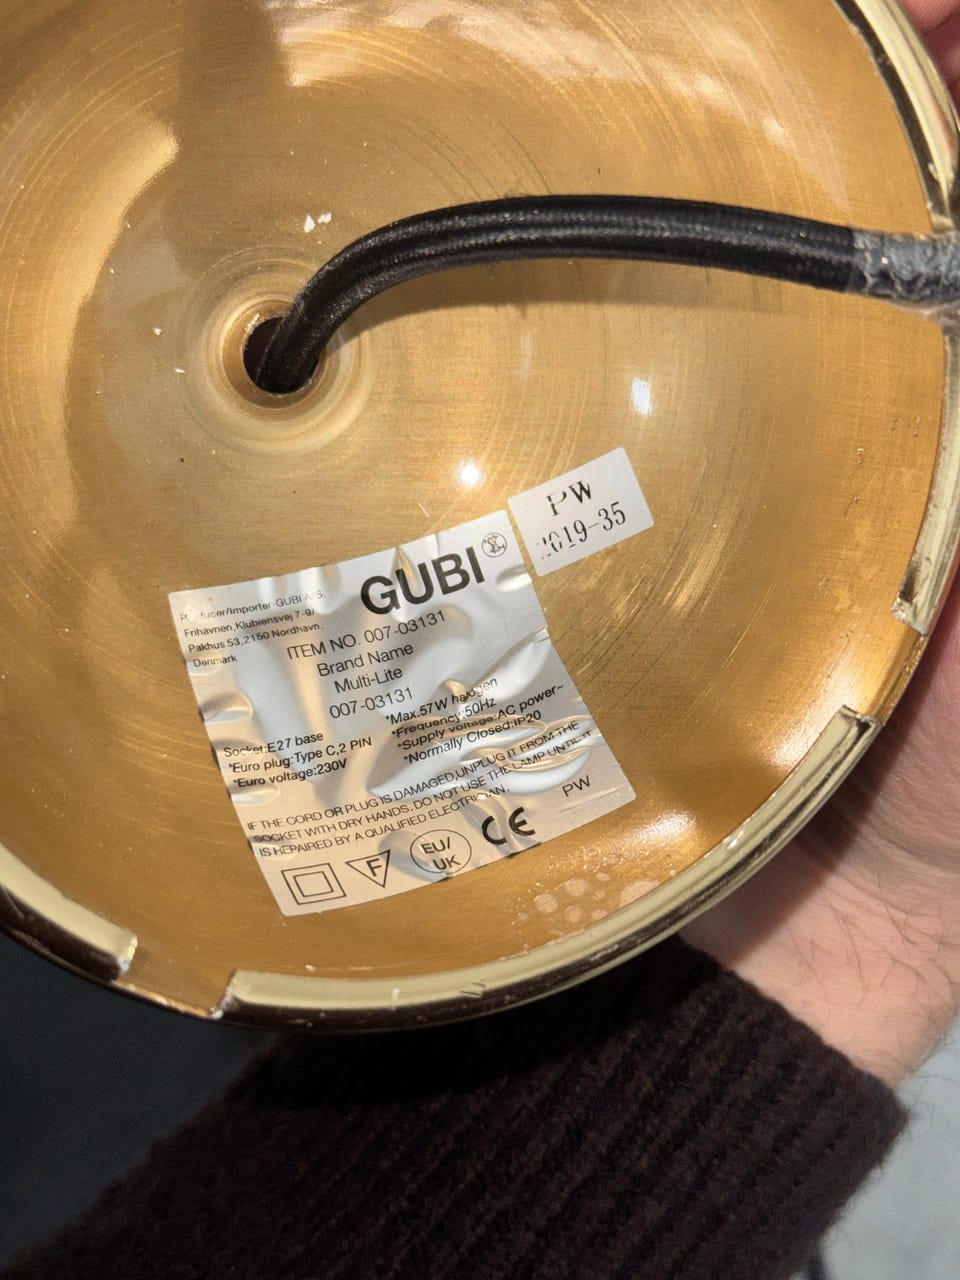 PW
2019-35
GUBI
Producer/Importer-GUBI A/S,
Frihavnen,Klubiensvej 7-9/
Pakhus 53,2150 Nordhavn.
Denmark
ITEM NO. 007-03131
Brand Name
Multi-Lite
007-03131
Socket:E27 base
*Euro plug:Type C,2 PIN
*Euro voltage:230V
*Max.57W halogen
*Frequency:50Hz
*Supply voltage:AC power~
*Normally Closed:IP20
IF THE CORD OR PLUG IS DAMAGED,UNPLUG IT FROM THE
SOCKET WITH DRY HANDS. DO NOT USE THE LAMP UNTIL IT
IS REPAIRED BY A QUALIFIED ELECTRICIAN.
PW
F
EU/
UK
CE